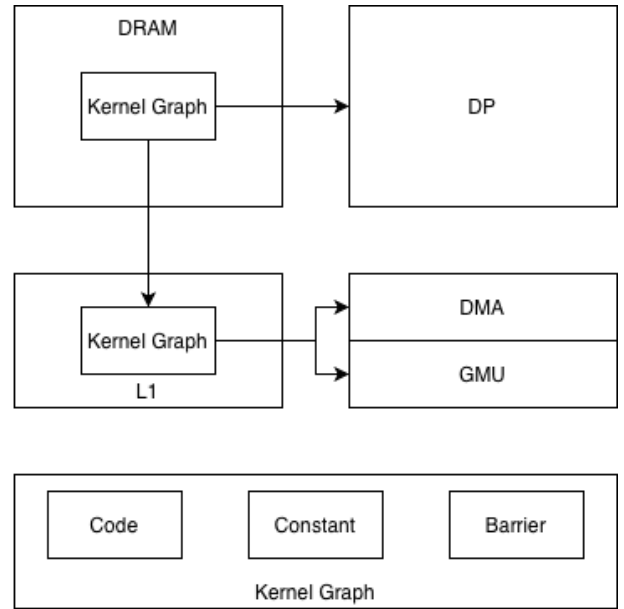 DRAM
Kernel Graph
DP
Kernel Graph
L1
DMA
GMU
Code
Constant
Barrier
Kernel Graph